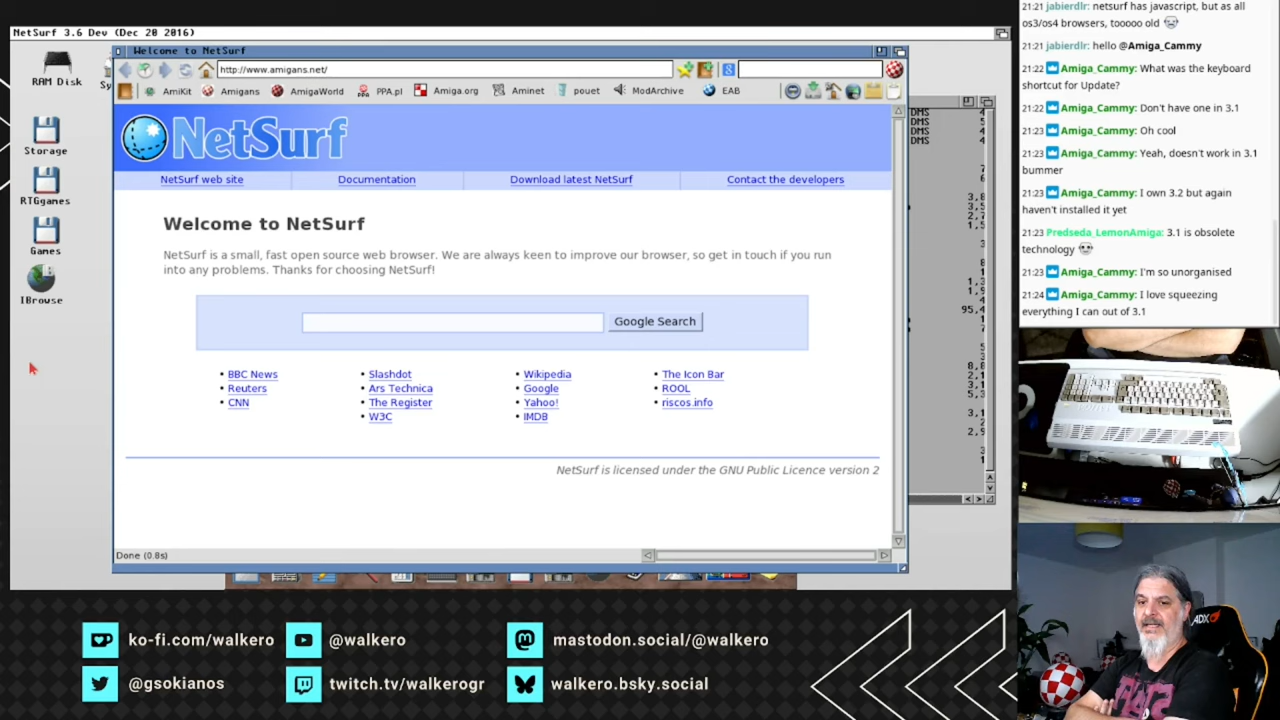 NetSurf 3.6 Dev (Dec 20 2016)
Welcome to NetSurf
RAM Disk
Storage
RTGgames
Games
IBrowse
http://www.amigans.net/
AmiKit
Amigans
AmigaWorld
PPA.pl
Amiga.org
Aminet
pouet
ModArchive
EAB
NetSurf
NetSurf web site
Documentation
Download latest NetSurf
Contact the developers
Welcome to NetSurf
NetSurf is a small, fast open source web browser. We are always keen to improve our browser, so get in touch if you run
into any problems. Thanks for choosing NetSurf!
Google Search
BBC News
Reuters
CNN
Slashdot
Ars Technica
The Register
W3C
Wikipedia
Google
Yahoo!
IMDB
The Icon Bar
ROOL
riscos.info
NetSurf is licensed under the GNU Public Licence version 2
Done (0.8s)
DMS
DMS
DMS
DMS
21:21 jabierdlr: netsurf has javascript, but as all
os3/os4 browsers, tooooo old
21:21 jabierdlr: hello @Amiga_Cammy
21:22 Amiga_Cammy: What was the keyboard
shortcut for Update?
21:22 Amiga_Cammy: Don't have one in 3.1
21:23 Amiga_Cammy: Oh cool
21:23 Amiga_Cammy: Yeah, doesn't work in 3.1
bummer
21:23 Amiga_Cammy: I own 3.2 but again
haven't installed it yet
21:23 Predseda_LemonAmiga: 3.1 is obsolete
technology
21:23 Amiga_Cammy: I'm so unorganised
21:24 Amiga_Cammy: I love squeezing
everything I can out of 3.1
ADX
ko-fi.com/walkero
@walkero
mastodon.social/@walkero
@gsokianos
twitch.tv/walkerogr
walkero.bsky.social